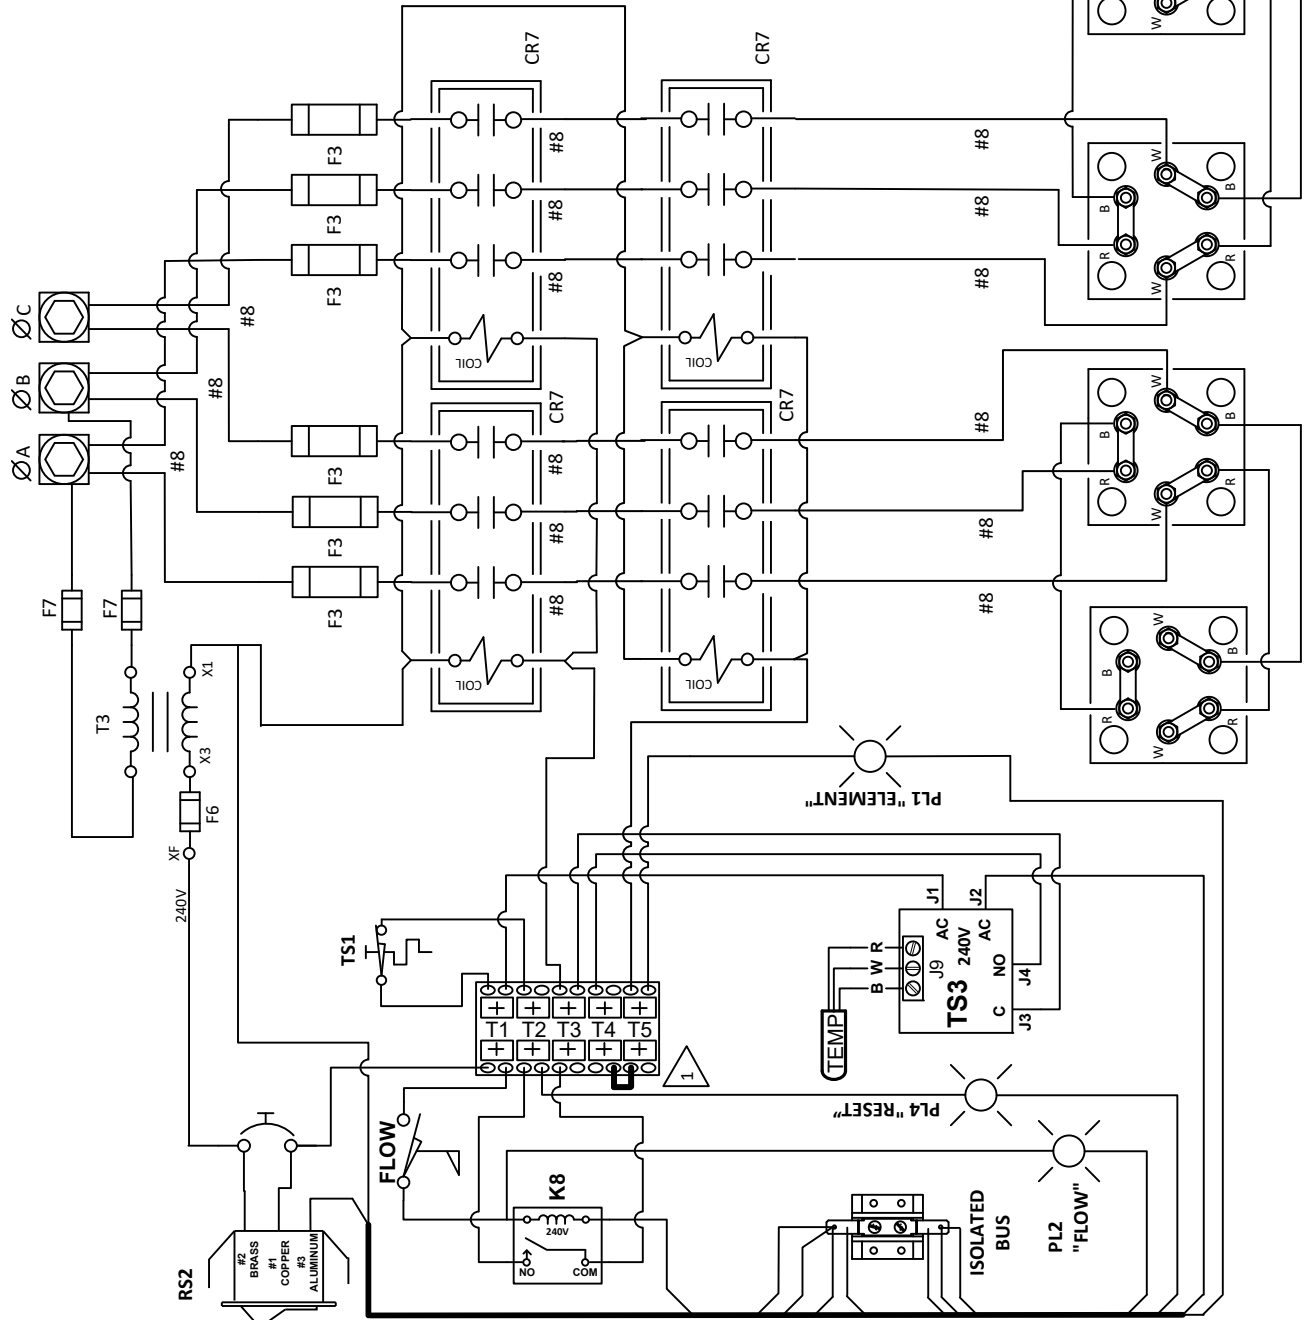 Ø A
Ø B
Ø C
#8
#8
#8
F7
F7
F3
F3
F3
F3
F3
F3
T3
X1
X3
F6
XF
240V
CR7
CR7
CR7
CR7
COIL
COIL
COIL
COIL
#8
#8
#8
#8
#8
#8
#8
#8
#8
#8
#8
#8
W
W
B
R
W
B
R
W
B
R
W
B
R
W
B
R
W
B
R
W
PL1 "ELEMENT"
TS1
T1
T2
T3
T4
T5
1
TEMP
R
W
B
J9
TS3
240V
AC
AC
NO
C
J1
J2
J4
J3
PL4 "RESET"
FLOW
K8
240V
NO
COM
RS2
#2
BRASS
#1
COPPER
#3
ALUMINUM
ISOLATED
BUS
PL2
"FLOW"